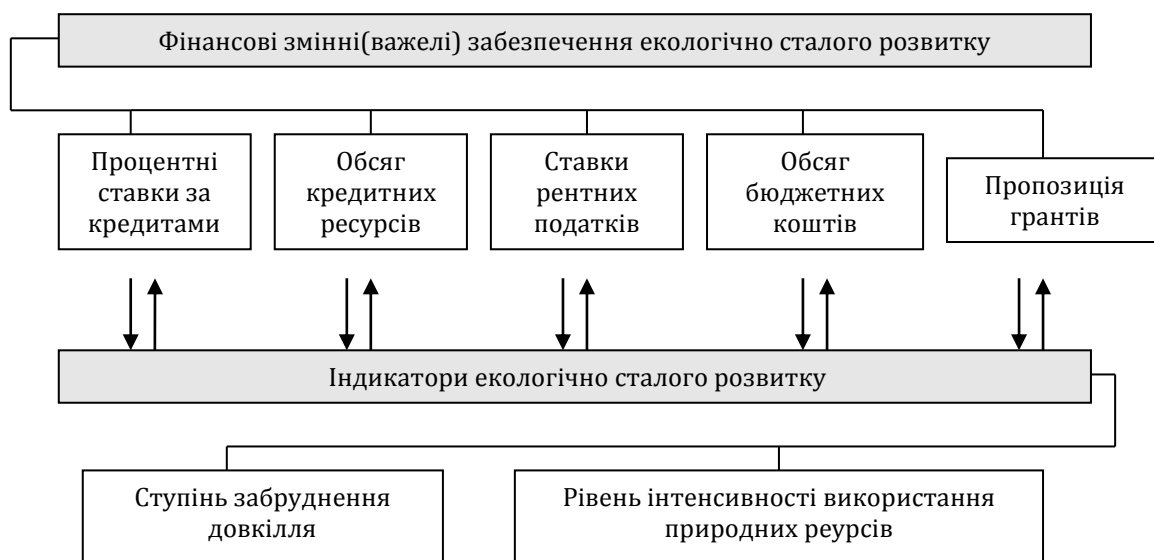 Фінансові змінні(важелі) забезпечення екологічно сталого розвитку
Процентні
ставки за
кредитами
Обсяг
кредитних
ресурсів
Ставки
рентних
податків
Обсяг
бюджетних
коштів
Пропозиція
грантів
Індикатори екологічно сталого розвитку
Ступінь забруднення
довкілля
Рівень інтенсивності використання
природних реурсів